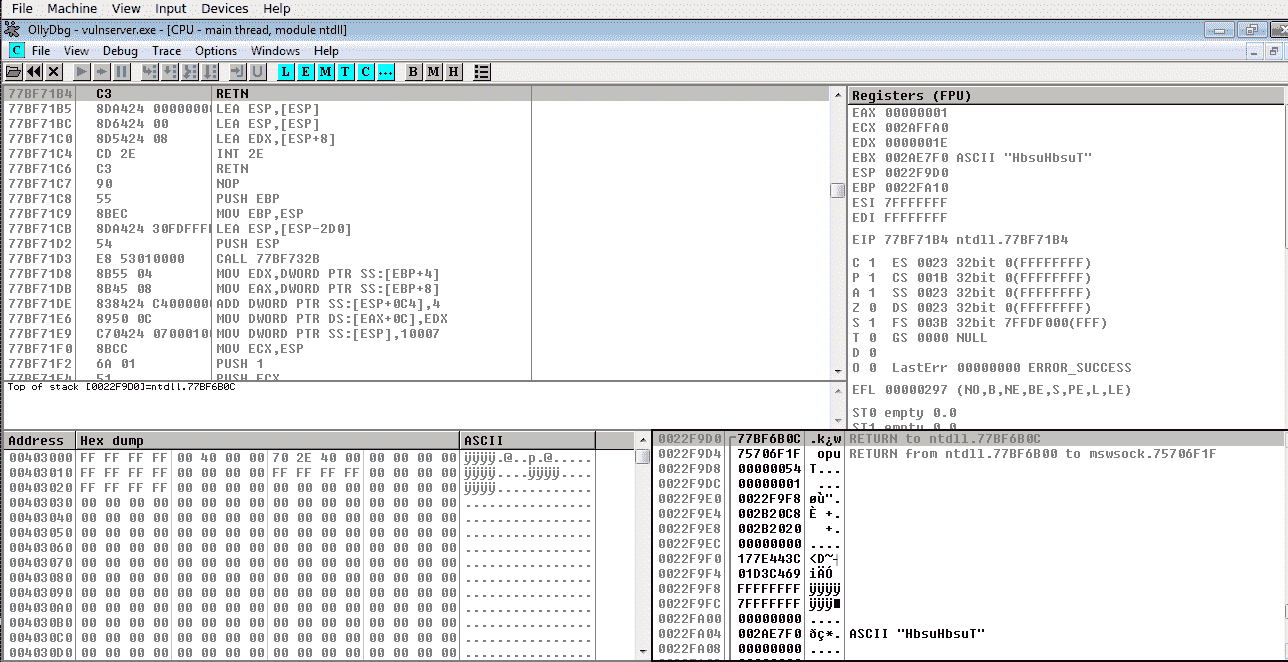 File Machine View Input Devices Help
OllyDbg - vulnserver.exe - [CPU - main thread, module ntdll]
C File View Debug Trace Options Windows Help
L E M T C ... B M H
77BF71B4 C3 RETN
77BF71B5 8DA424 00000000 LEA ESP,[ESP]
77BF71BC 8D6424 00 LEA ESP,[ESP]
77BF71C0 8D5424 08 LEA EDX,[ESP+8]
77BF71C4 CD 2E INT 2E
77BF71C6 C3 RETN
77BF71C7 90 NOP
77BF71C8 55 PUSH EBP
77BF71C9 8BEC MOV EBP,ESP
77BF71CB 8DA424 30FDFFF LEA ESP,[ESP-2D0]
77BF71D2 54 PUSH ESP
77BF71D3 E8 53010000 CALL 77BF732B
77BF71D8 8B55 04 MOV EDX,DWORD PTR SS:[EBP+4]
77BF71DB 8B45 08 MOV EAX,DWORD PTR SS:[EBP+8]
77BF71DE 838424 C4000000 ADD DWORD PTR SS:[ESP+0C4],4
77BF71E6 8950 0C MOV DWORD PTR DS:[EAX+0C],EDX
77BF71E9 C70424 07000100 MOV DWORD PTR SS:[ESP],10007
77BF71F0 8BCC MOV ECX,ESP
77BF71F2 6A 01 PUSH 1
77BF71F4 51 PUSH ECX
Top of stack [0022F9D0]=ntdll.77BF6B0C
Registers (FPU)
EAX 00000001
ECX 002AFFA0
EDX 0000001E
EBX 002AE7F0 ASCII "HbsuHbsuT"
ESP 0022F9D0
EBP 0022FA10
ESI 7FFFFFFF
EDI FFFFFFFF
EIP 77BF71B4 ntdll.77BF71B4
C 1 ES 0023 32bit 0(FFFFFFFF)
P 1 CS 001B 32bit 0(FFFFFFFF)
A 1 SS 0023 32bit 0(FFFFFFFF)
Z 0 DS 0023 32bit 0(FFFFFFFF)
S 1 FS 003B 32bit 7FFDF000(FFF)
T 0 GS 0000 NULL
D 0
O 0 LastErr 00000000 ERROR_SUCCESS
EFL 00000297 (NO,B,NE,BE,S,PE,L,LE)
ST0 empty 0.0
ST1 empty 0.0
Address Hex dump ASCII
00403000 FF FF FF FF 00 40 00 00 70 2E 40 00 00 00 00 00 ÿÿÿÿ.@..p.@.....
00403010 FF FF FF FF 00 00 00 00 FF FF FF FF 00 00 00 00 ÿÿÿÿ....ÿÿÿÿ....
00403020 FF FF FF FF 00 00 00 00 00 00 00 00 00 00 00 00 ÿÿÿÿ............
00403030 00 00 00 00 00 00 00 00 00 00 00 00 00 00 00 00 ................
00403040 00 00 00 00 00 00 00 00 00 00 00 00 00 00 00 00 ................
00403050 00 00 00 00 00 00 00 00 00 00 00 00 00 00 00 00 ................
00403060 00 00 00 00 00 00 00 00 00 00 00 00 00 00 00 00 ................
00403070 00 00 00 00 00 00 00 00 00 00 00 00 00 00 00 00 ................
00403080 00 00 00 00 00 00 00 00 00 00 00 00 00 00 00 00 ................
00403090 00 00 00 00 00 00 00 00 00 00 00 00 00 00 00 00 ................
004030A0 00 00 00 00 00 00 00 00 00 00 00 00 00 00 00 00 ................
004030B0 00 00 00 00 00 00 00 00 00 00 00 00 00 00 00 00 ................
004030C0 00 00 00 00 00 00 00 00 00 00 00 00 00 00 00 00 ................
004030D0 00 00 00 00 00 00 00 00 00 00 00 00 00 00 00 00 ................
0022F9D0 77BF6B0C .k¿w RETURN to ntdll.77BF6B0C
0022F9D4 75706F1F opu RETURN from ntdll.77BF6B00 to mswsock.75706F1F
0022F9D8 00000054 T...
0022F9DC 00000001 ...
0022F9E0 0022F9F8 øù".
0022F9E4 002B20C8 È +.
0022F9E8 002B2020 +.
0022F9EC 00000000 ....
0022F9F0 177E443C <D~
0022F9F4 01D3C469 iÄÓ
0022F9F8 FFFFFFFF ÿÿÿÿ
0022F9FC 7FFFFFFF ÿÿÿ
0022FA00 00000000 ....
0022FA04 002AE7F0 ðç*. ASCII "HbsuHbsuT"
0022FA08 00000000 ....